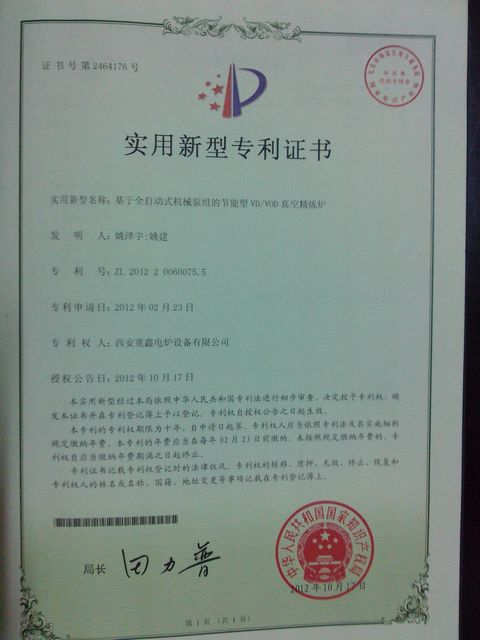 证书号第2464176号
实用新型专利证书
实用新型名称：基于全自动式机械泵组的节能型VD/VOD真空精炼炉
发明人：姚泽宇;姚建
专利号：ZL 2012 2 0060075.5
专利申请日：2012年02月23日
专利权人：西安重鑫电炉设备有限公司
授权公告日：2012年10月17日
本实用新型经过本局依照中华人民共和国专利法进行初步审查，决定授予专利权，颁
发本证书并在专利登记簿上予以登记。专利权自授权公告之日起生效。
本专利的专利权期限为十年，自申请日起算。专利权人应当依照专利法及其实施细则
规定缴纳年费。本专利的年费应当在每年02月23日前缴纳。未按照规定缴纳年费的，专
利权自应当缴纳年费期满之日起终止。
专利证书记载专利权登记时的法律状况。专利权的转移、质押、无效、终止、恢复和
专利权人的姓名或名称、国籍、地址变更等事项记载在专利登记簿上。
局长 田力普
中华人民共和国国家知识产权局
2012年10月17日
第1页（共1页）